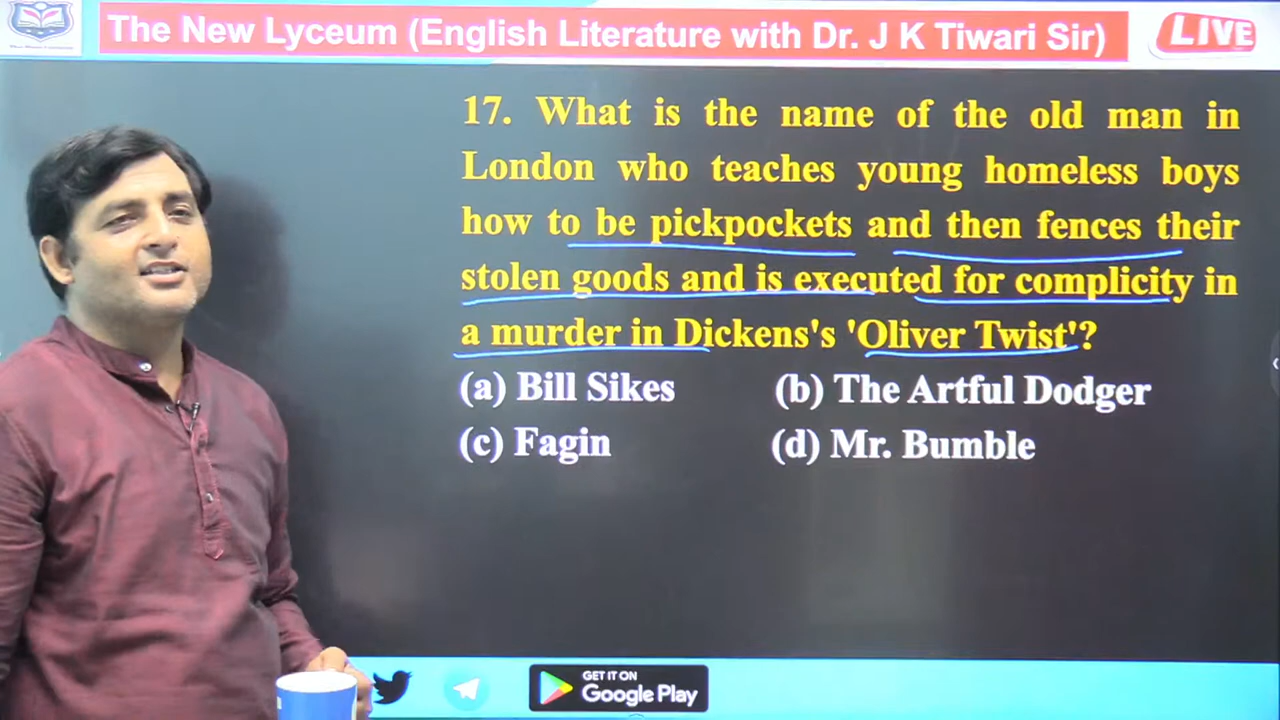 The New Lyceum (English Literature with Dr. J K Tiwari Sir)
LIVE
17. What is the name of the old man in
London who teaches young homeless boys
how to be pickpockets and then fences their
stolen goods and is executed for complicity in
a murder in Dickens's 'Oliver Twist'?
(a) Bill Sikes (b) The Artful Dodger
(c) Fagin (d) Mr. Bumble
GET IT ON
Google Play